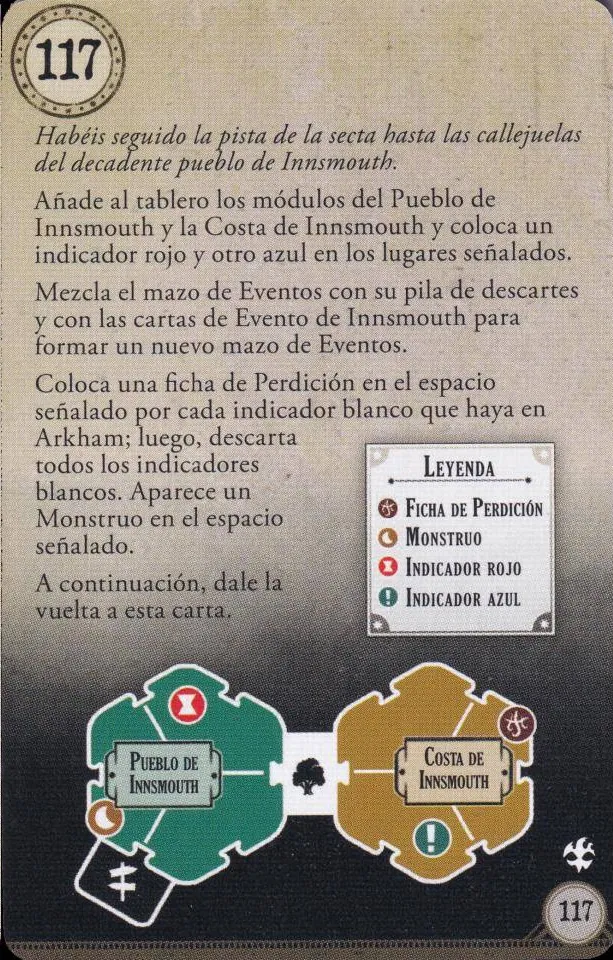 117
Habéis seguido la pista de la secta hasta las callejuelas
del decadente pueblo de Innsmouth.
Añade al tablero los módulos del Pueblo de
Innsmouth y la Costa de Innsmouth y coloca un
indicador rojo y otro azul en los lugares señalados.
Mezcla el mazo de Eventos con su pila de descartes
y con las cartas de Evento de Innsmouth para
formar un nuevo mazo de Eventos.
Coloca una ficha de Perdición en el espacio
señalado por cada indicador blanco que haya en
Arkham; luego, descarta
todos los indicadores
blancos. Aparece un
Monstruo en el espacio
señalado.
A continuación, dale la
vuelta a esta carta.
LEYENDA
FICHA DE PERDICIÓN
MONSTRUO
INDICADOR ROJO
INDICADOR AZUL
PUEBLO DE
INNSMOUTH
COSTA DE
INNSMOUTH
117